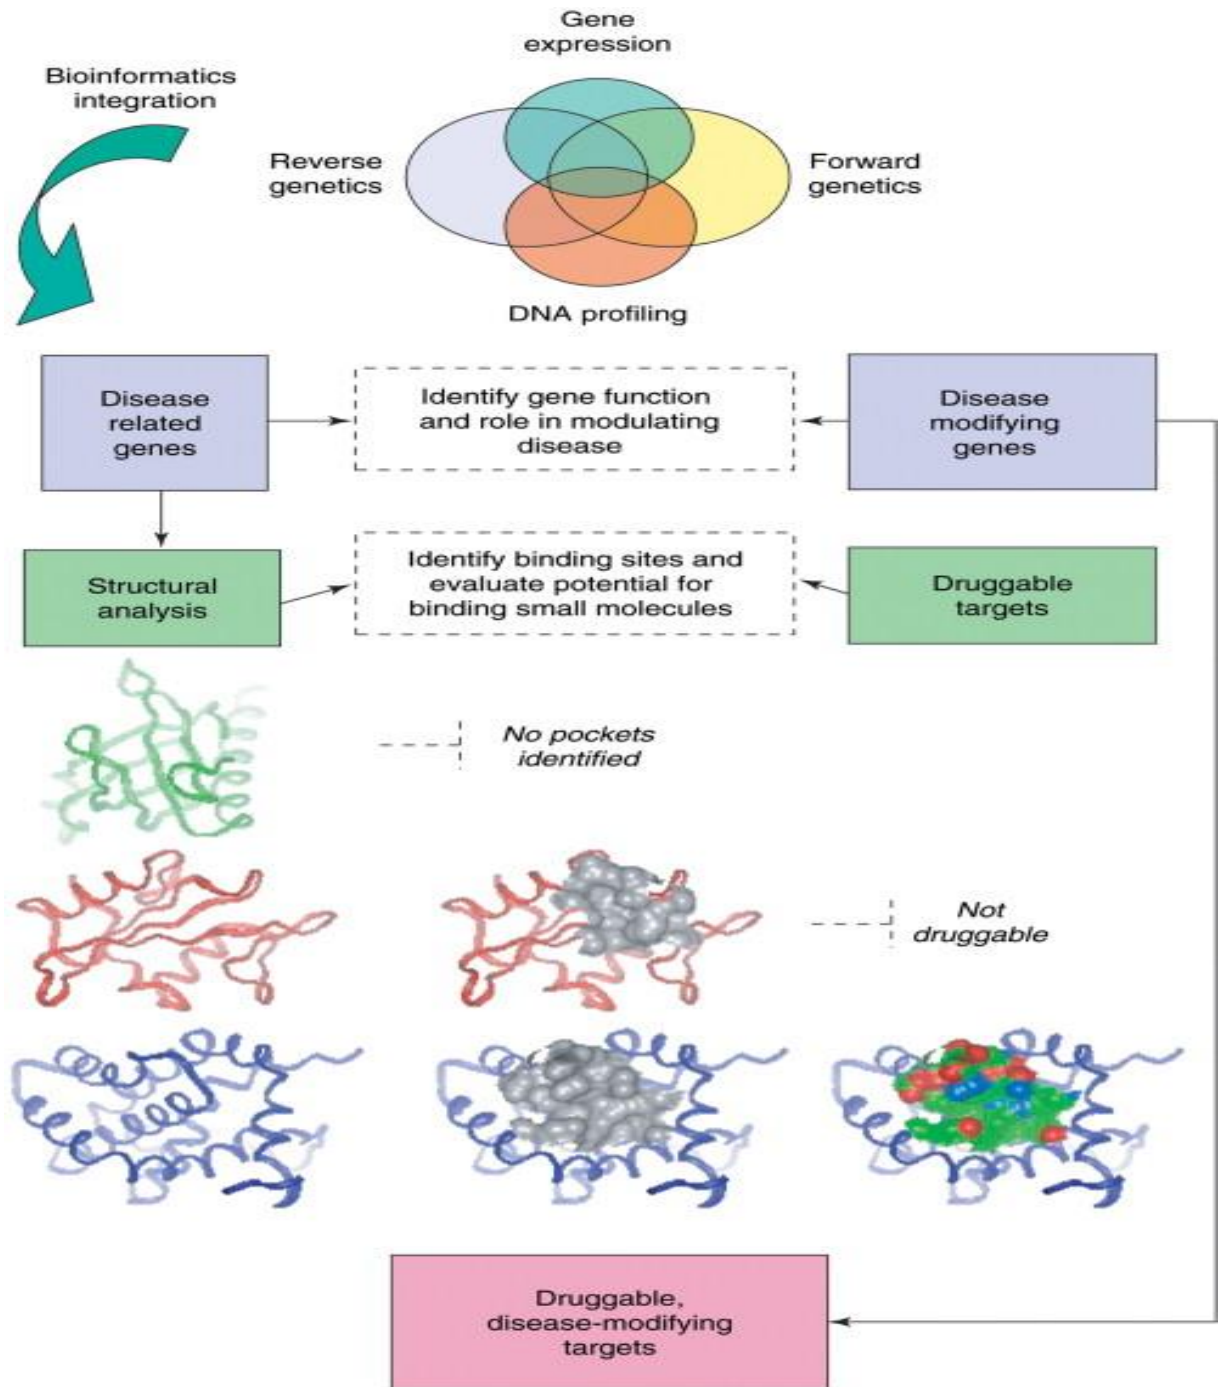 Gene
expression
Bioinformatics
integration
Reverse
genetics
Forward
genetics
DNA profiling
Disease
related
genes
Identify gene function
and role in modulating
disease
Disease
modifying
genes
Structural
analysis
Identify binding sites and
evaluate potential for
binding small molecules
Druggable
targets
No pockets
identified
Not
druggable
Druggable,
disease-modifying
targets